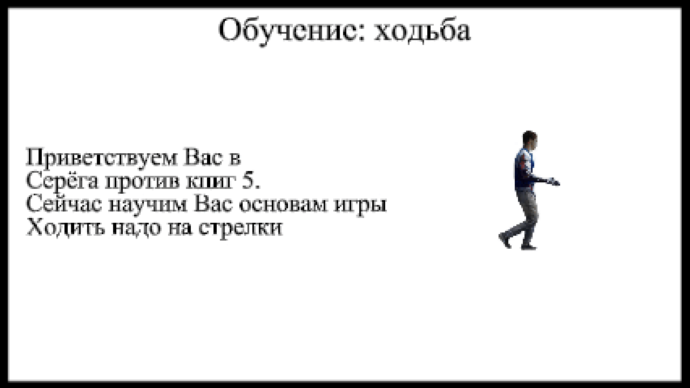 Обучение: ходьба
Приветствуем Вас в
Серёга против книг 5.
Сейчас научим Вас основам игры
Ходить надо на стрелки